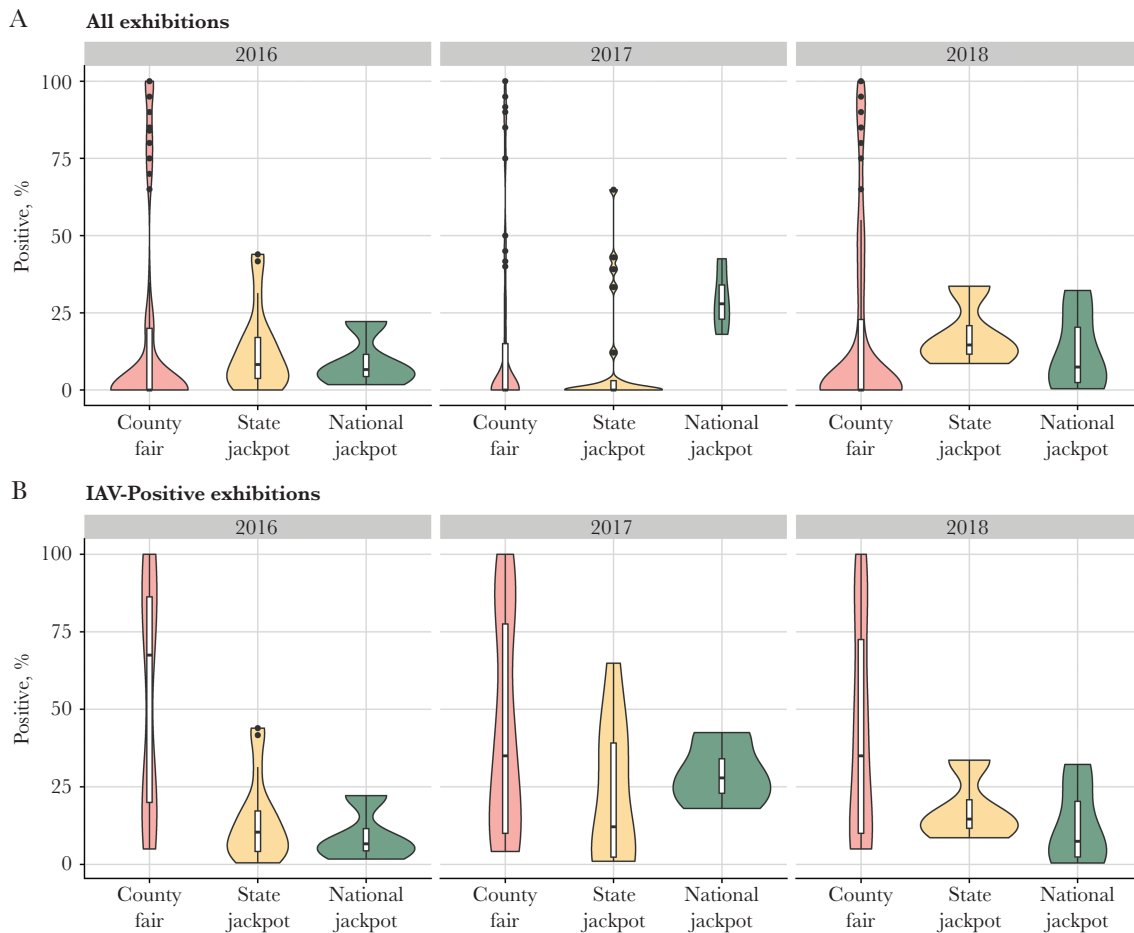 A
All exhibitions
2016 2017 2018
100
75
50
25
0
Positive, %
County State National County State National County State National
fair jackpot jackpot fair jackpot jackpot fair jackpot jackpot
B
IAV-Positive exhibitions
2016 2017 2018
100
75
50
25
0
Positive, %
County State National County State National County State National
fair jackpot jackpot fair jackpot jackpot fair jackpot jackpot